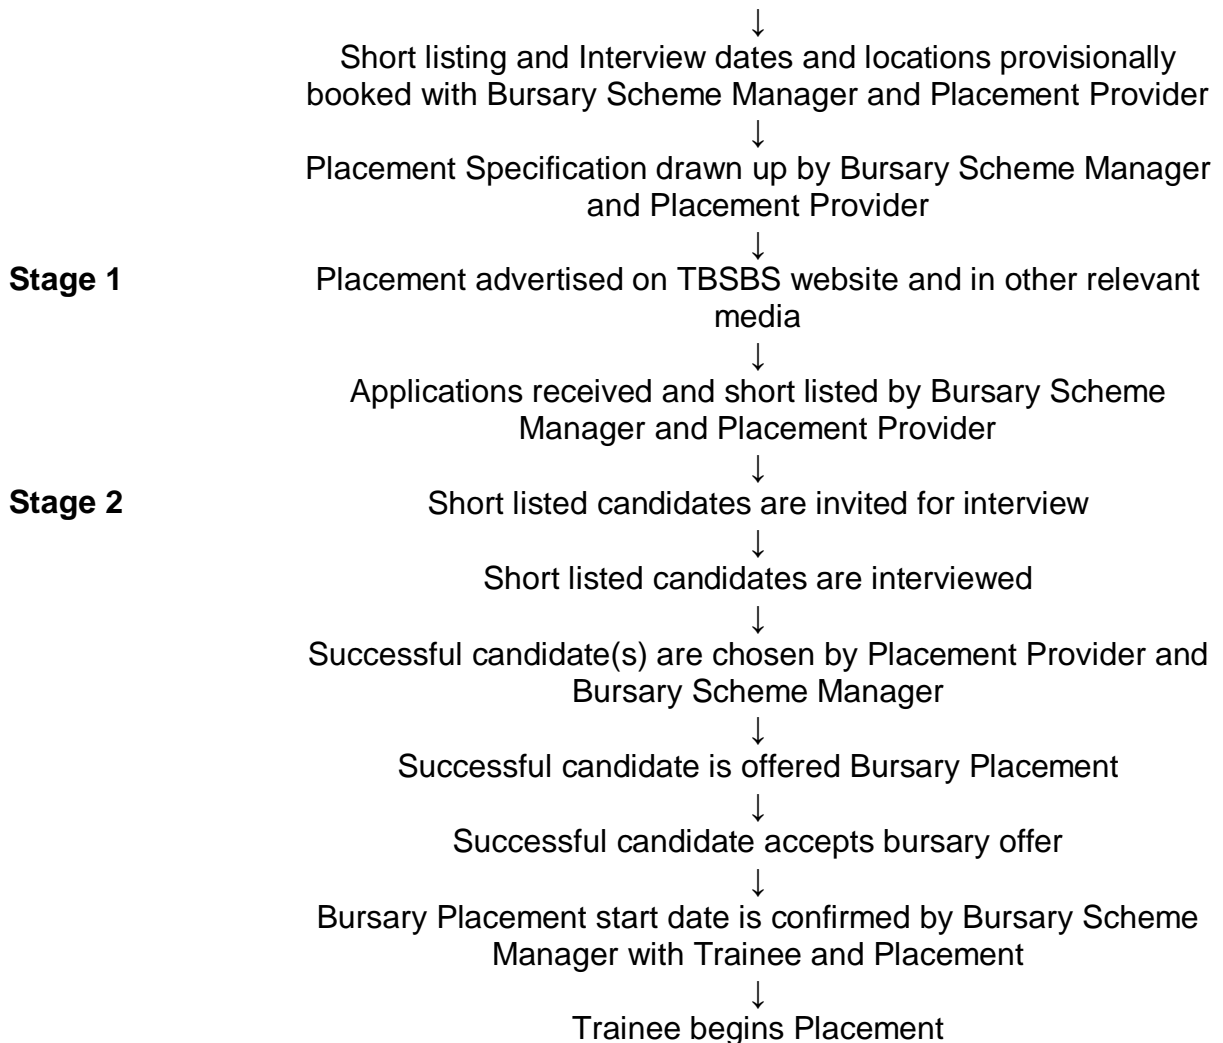 ↓
Short listing and Interview dates and locations provisionally
booked with Bursary Scheme Manager and Placement Provider
↓
Placement Specification drawn up by Bursary Scheme Manager
and Placement Provider
↓
Stage 1 Placement advertised on TBSBS website and in other relevant
media
↓
Applications received and short listed by Bursary Scheme
Manager and Placement Provider
↓
Stage 2 Short listed candidates are invited for interview
↓
Short listed candidates are interviewed
↓
Successful candidate(s) are chosen by Placement Provider and
Bursary Scheme Manager
↓
Successful candidate is offered Bursary Placement
↓
Successful candidate accepts bursary offer
↓
Bursary Placement start date is confirmed by Bursary Scheme
Manager with Trainee and Placement
↓
Trainee begins Placement